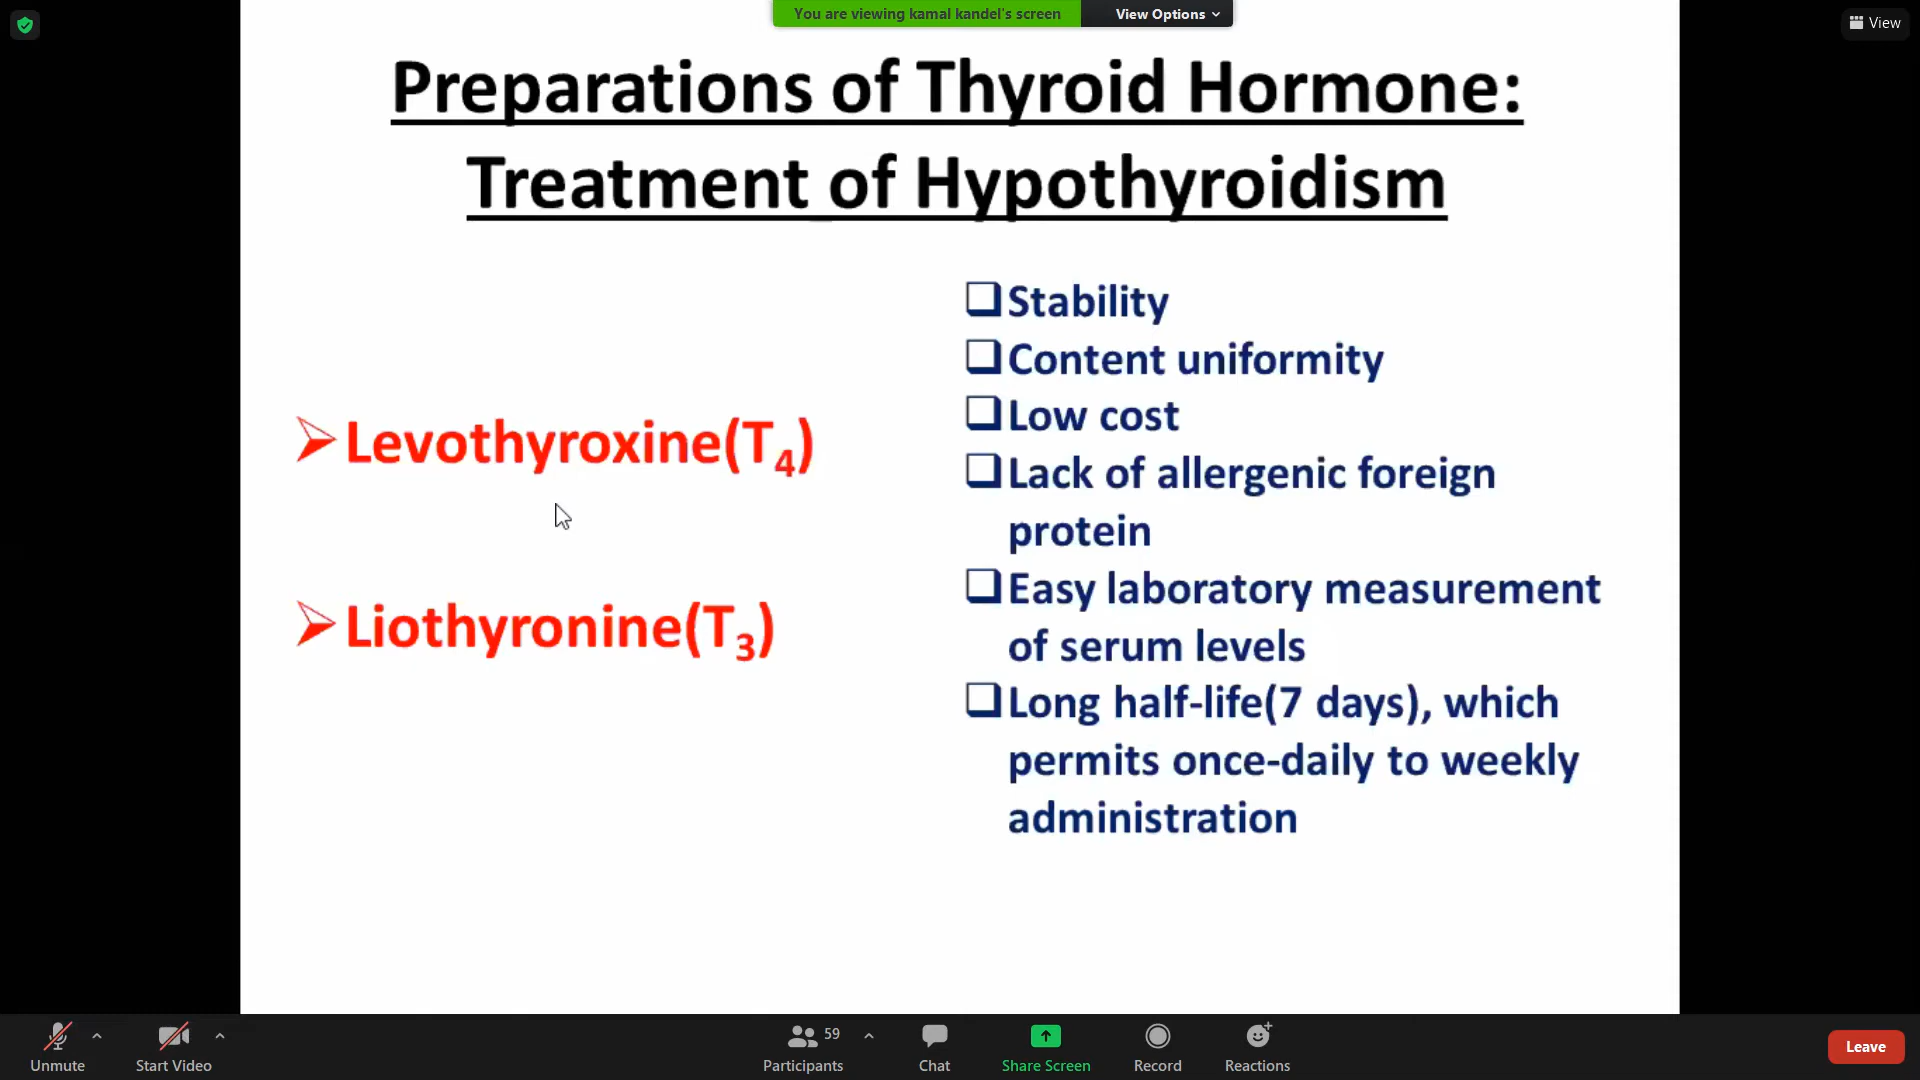 You are viewing kamal kandel's screen
View Options
View
Preparations of Thyroid Hormone:
Treatment of Hypothyroidism
Levothyroxine(T4)
Liothyronine(T3)
Stability
Content uniformity
Low cost
Lack of allergenic foreign
protein
Easy laboratory measurement
of serum levels
Long half-life(7 days), which
permits once-daily to weekly
administration
Unmute
Start Video
59
Participants
Chat
Share Screen
Record
Reactions
Leave